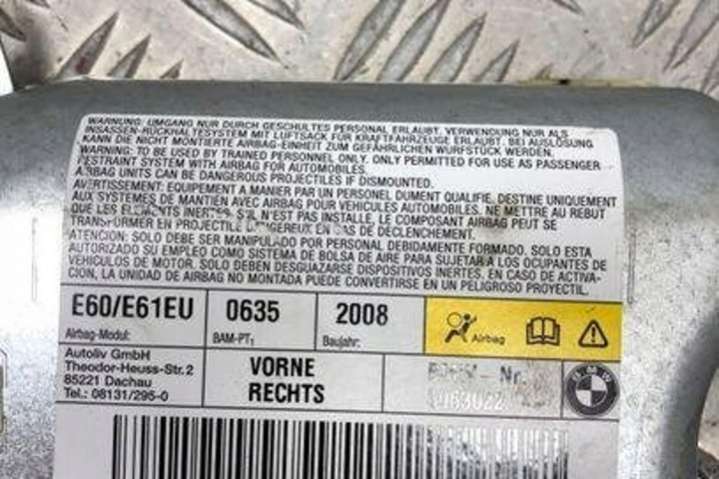 WARNUNG: UMGANG NUR DURCH GESCHULTES PERSONAL ERLAUBT. VERWENDUNG NUR ALS
INSASSEN-RÜCKHALTESYSTEM MIT LUFTSACK FÜR KRAFTFAHRZEUGE ERLAUBT. BEI AUSLÖSUNG
KANN DIE NICHT MONTIERTE AIRBAG-EINHEIT ZUM GEFÄHRLICHEN WURFSTÜCK WERDEN.
WARNING: TO BE USED BY TRAINED PERSONNEL ONLY. ONLY PERMITTED FOR USE AS PASSENGER
RESTRAINT SYSTEM WITH AIRBAG FOR AUTOMOBILES.
AIRBAG UNITS CAN BE DANGEROUS PROJECTILES IF DISMOUNTED.
AVERTISSEMENT: EQUIPEMENT A MANIER PAR UN PERSONEL DUMENT QUALIFIE, DESTINE UNIQUEMENT
AUX SYSTEMES DE MANTIEN AVEC AIRBAG POUR VEHICULES AUTOMOBILES. NE METTRE AU REBUT
QUE LES ELEMENTS INERTES. S'IL N'EST PAS INSTALLE, LE COMPOSANT AIRBAG PEUT SE
TRANSFORMER EN PROJECTILE DANGEREUX EN CAS DE DECLENCHEMENT.
ATENCION: SOLO DEBE SER MANIPULADO POR PERSONAL DEBIDAMENTE FORMADO. SOLO ESTA
AUTORIZADO SU EMPLEO COMO SISTEMA DE BOLSA DE AIRE PARA SUJETAR A LOS OCUPANTES DE
VEHICULOS DE MOTOR. SOLO DEBEN DESGUAZARSE DISPOSITIVOS INERTES. EN CASO DE ACTIVA-
CION, LA UNIDAD DE AIRBAG NO MONTADA PUEDE CONVERTIRSE EN UN PELIGROSO PROYECTIL.
E60/E61EU 0635 2008
Airbag-Modul: BAM-PT1 Baujahr: Airbag
Autoliv GmbH
Theodor-Heuss-Str. 2
85221 Dachau
Tel.: 08131/295-0
VORNE
RECHTS
Nr.
BMW